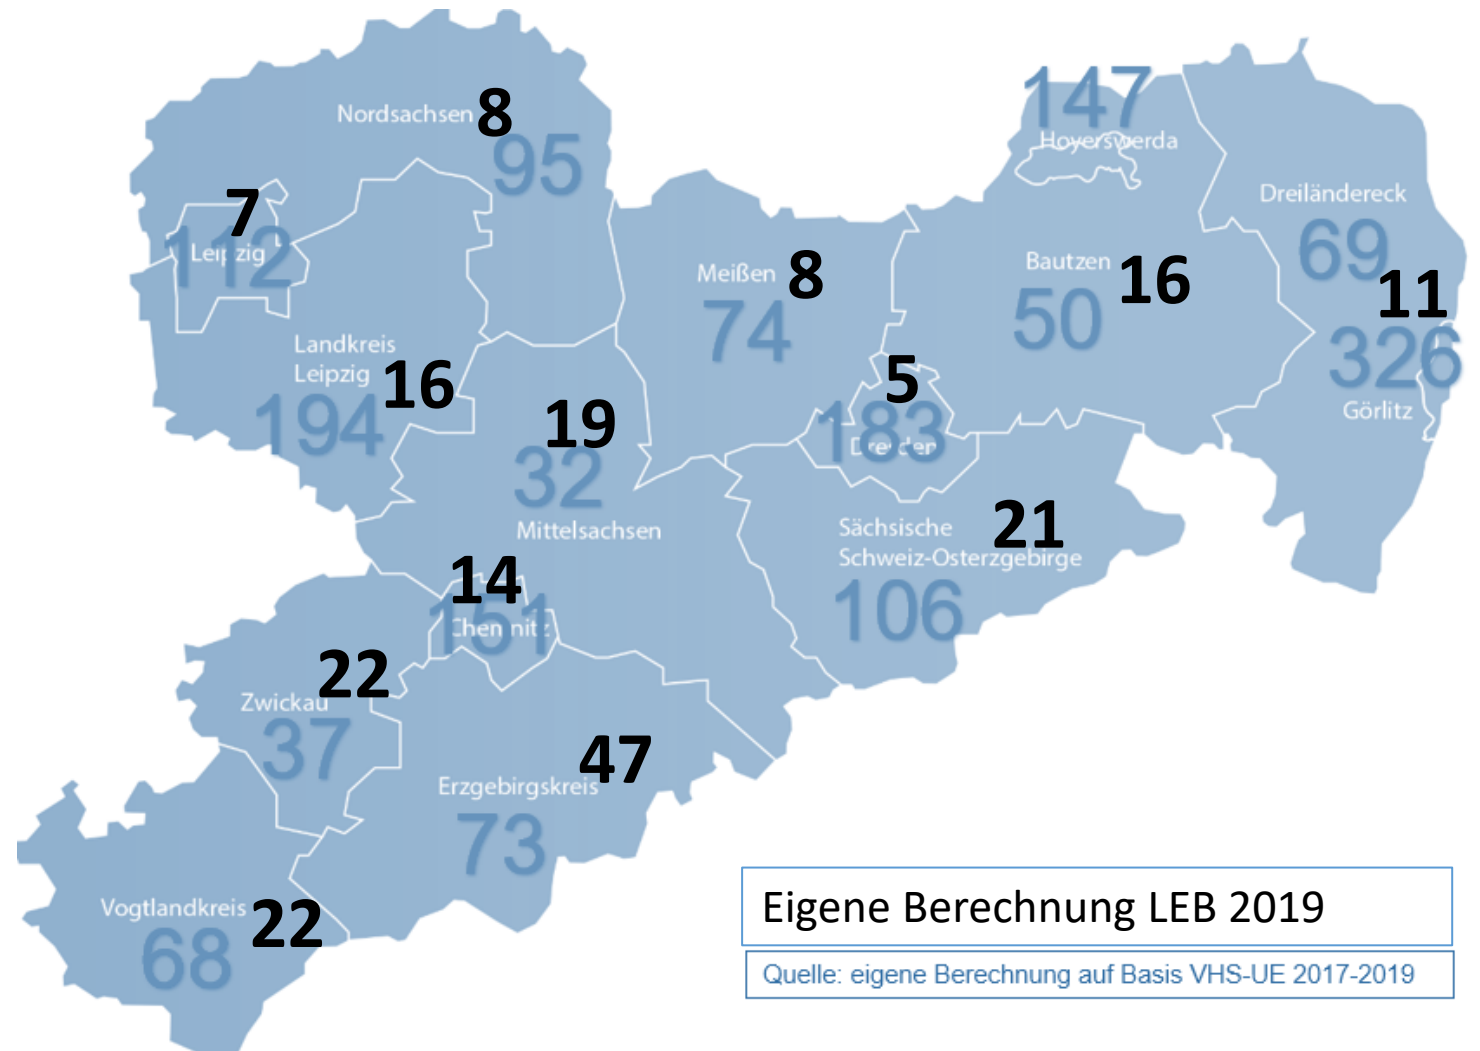 147
Hoyerswerda
Nordsachsen 8
95
Dreiländereck
69
11
326
Görlitz
7
112
Leipzig
Meißen 8
74
Bautzen 16
50
Landkreis
Leipzig 16
194
5
183
Dresden
19
32
Mittelsachsen
21
Sächsische
Schweiz-Osterzgebirge
106
14
151
Chemnitz
22
Zwickau
37
47
Erzgebirgskreis
73
Vogtlandkreis 22
68
Eigene Berechnung LEB 2019
Quelle: eigene Berechnung auf Basis VHS-UE 2017-2019